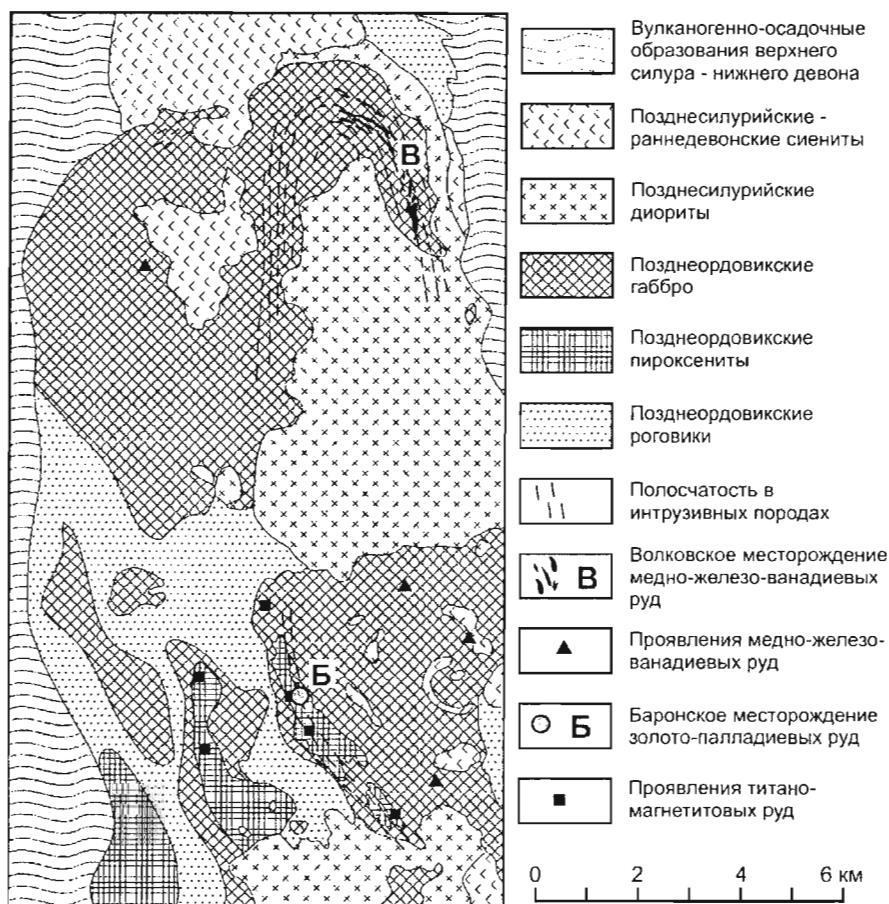 Вулканогенно-осадочные
образования верхнего
силура - нижнего девона
Позднесилурийские -
раннедевонские сиениты
Позднесилурийские
диориты
Позднеордовикские
габбро
Позднеордовикские
пироксениты
Позднеордовикские
роговики
Полосчатость в
интрузивных породах
Волковское месторождение
медно-железо-ванадиевых
руд
В
Проявления медно-железо-
ванадиевых руд
Баронское месторождение
золото-палладиевых руд
Б
Проявления титано-
магнетитовых руд
0 2 4 6 км
В
Б